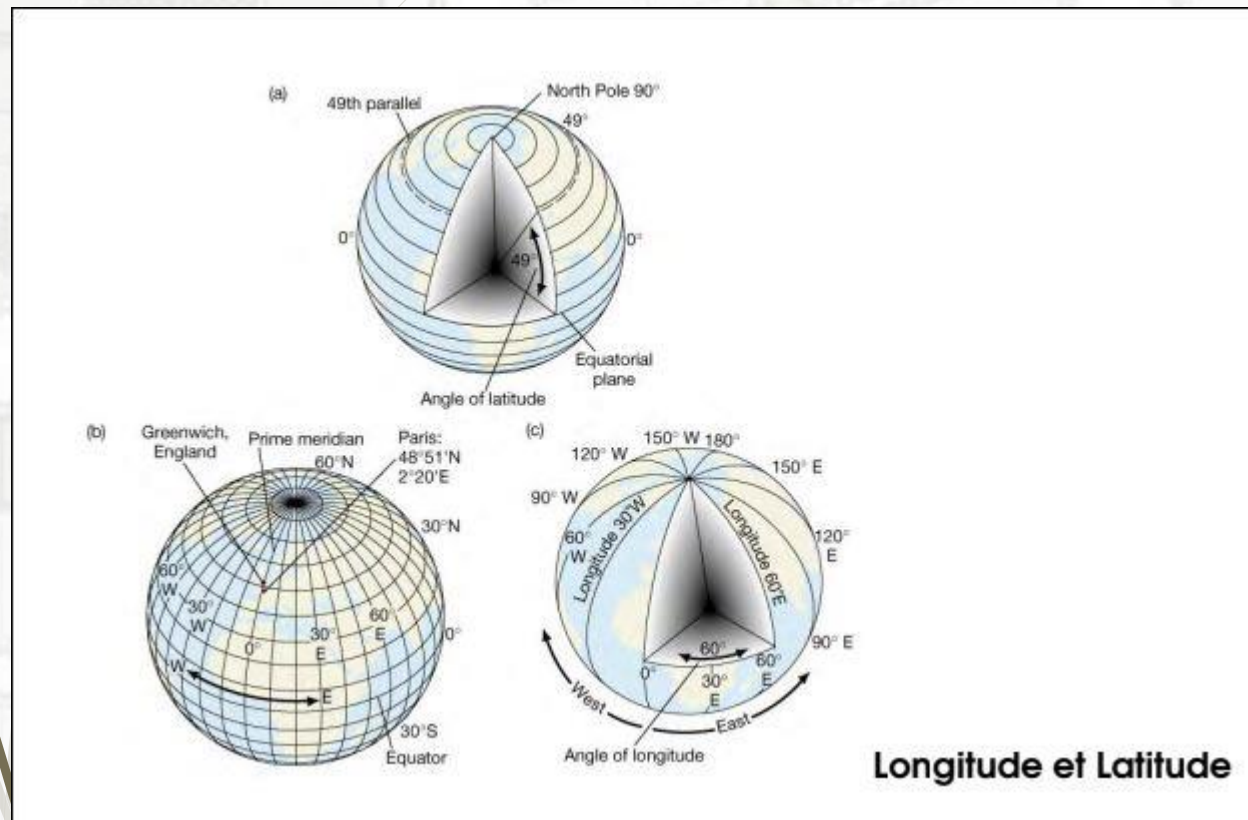 (a)
49th parallel
North Pole 90°
49°
0°
0°
49°
Equatorial
plane
Angle of latitude
(b)
Greenwich,
England
Prime meridian
Paris:
48°51'N
2°20'E
60°N
30°N
60°
W
30°
W
0°
30°
E
60°
E
0°
W
E
30°S
Equator
(c)
150° W
180°
120° W
150° E
90° W
60°
W
Longitude 30°W
Longitude 60°E
120°
E
90° E
60°
0°
30°
E
60°
E
West
East
Angle of longitude
Longitude et Latitude